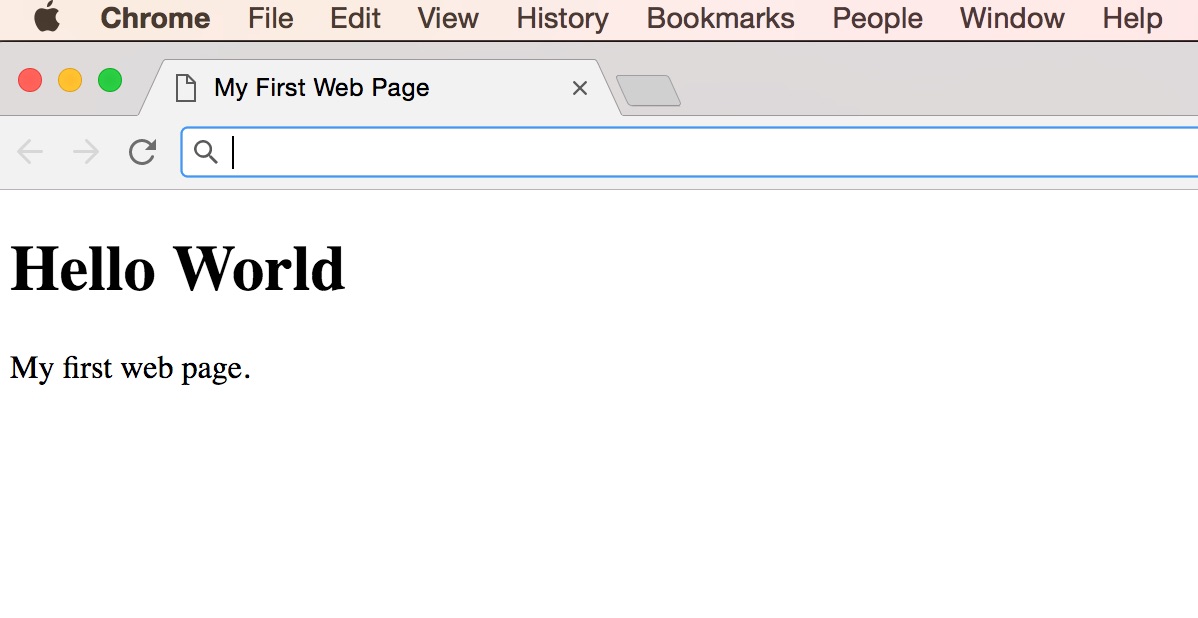 Chrome File Edit View History Bookmarks People Window Help
My First Web Page
Hello World
My first web page.